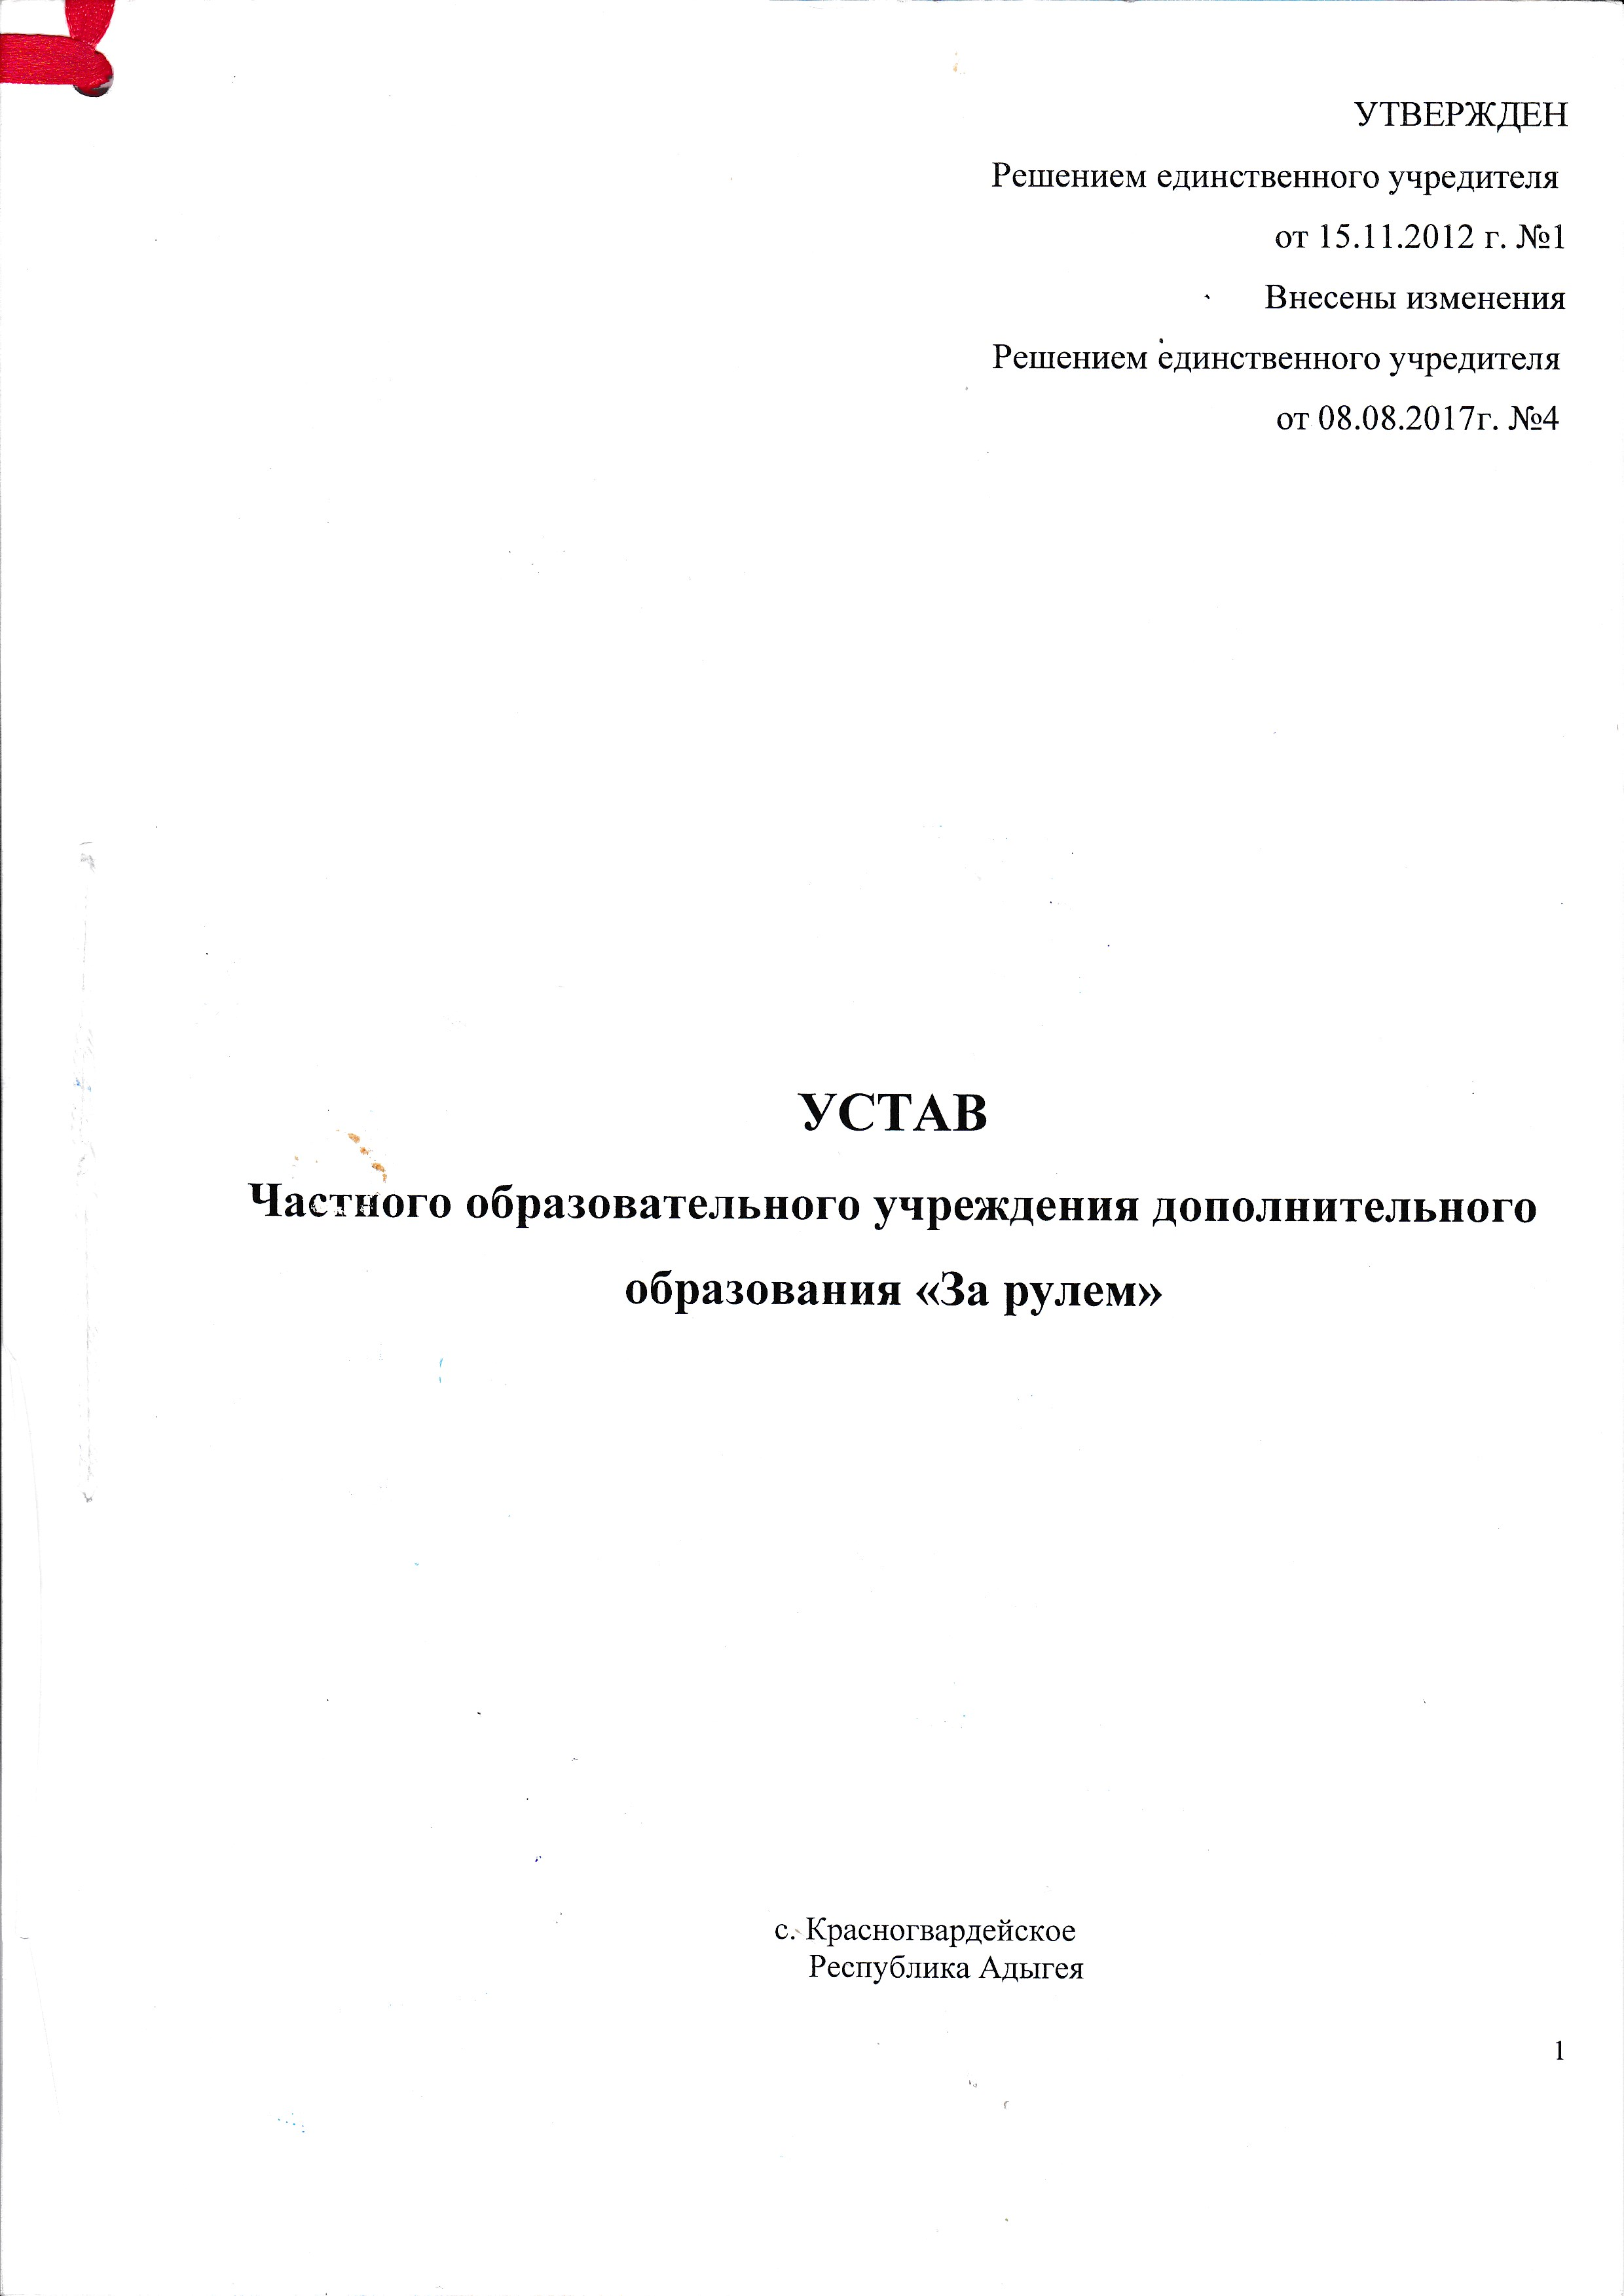 УТВЕРЖДЕН
Решением единственного учредителя
от 15.11.2012 г. №1
Внесены изменения
Решением единственного учредителя
от 08.08.2017г. №4
УСТАВ
Частного образовательного учреждения дополнительного
образования «За рулем»
с. Красногвардейское
Республика Адыгея
1